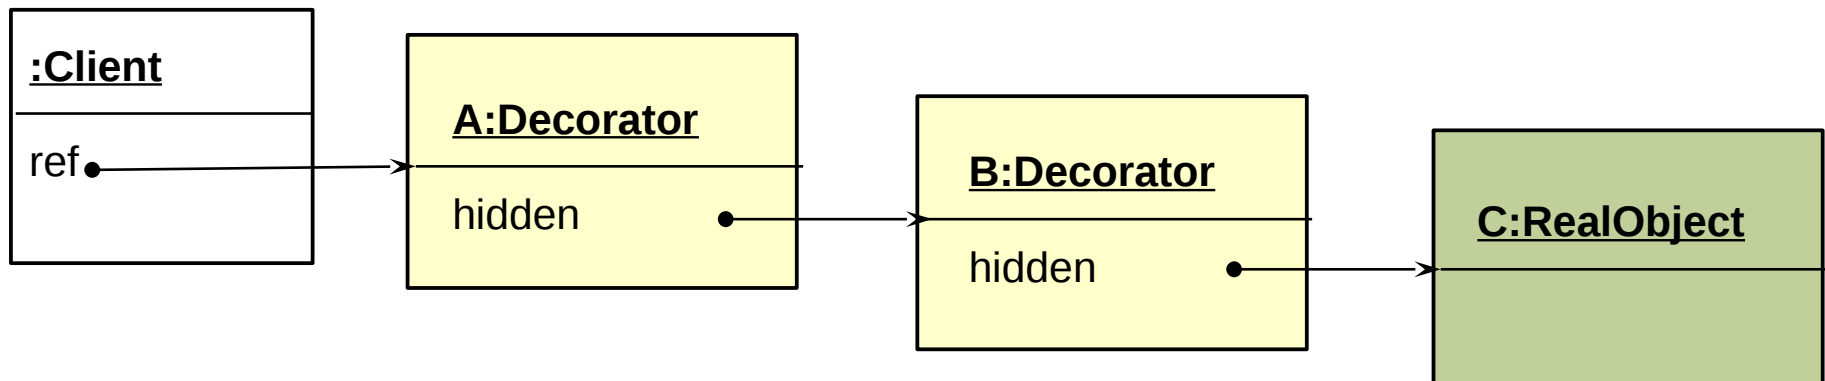 :Client
ref
A:Decorator
hidden
B:Decorator
hidden
C:RealObject